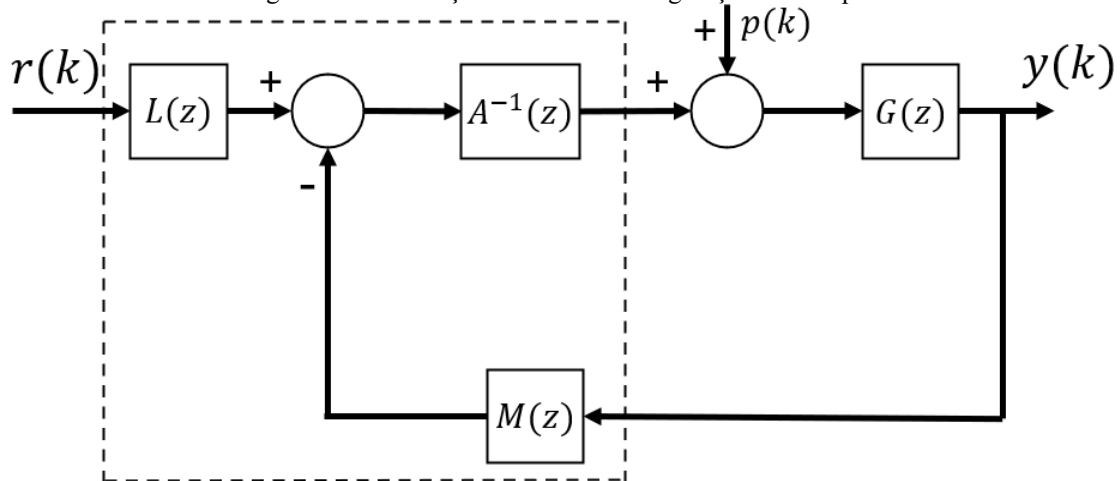 + p(k)
r(k)
L(z)
+
A⁻¹(z)
+
G(z)
y(k)
-
M(z)